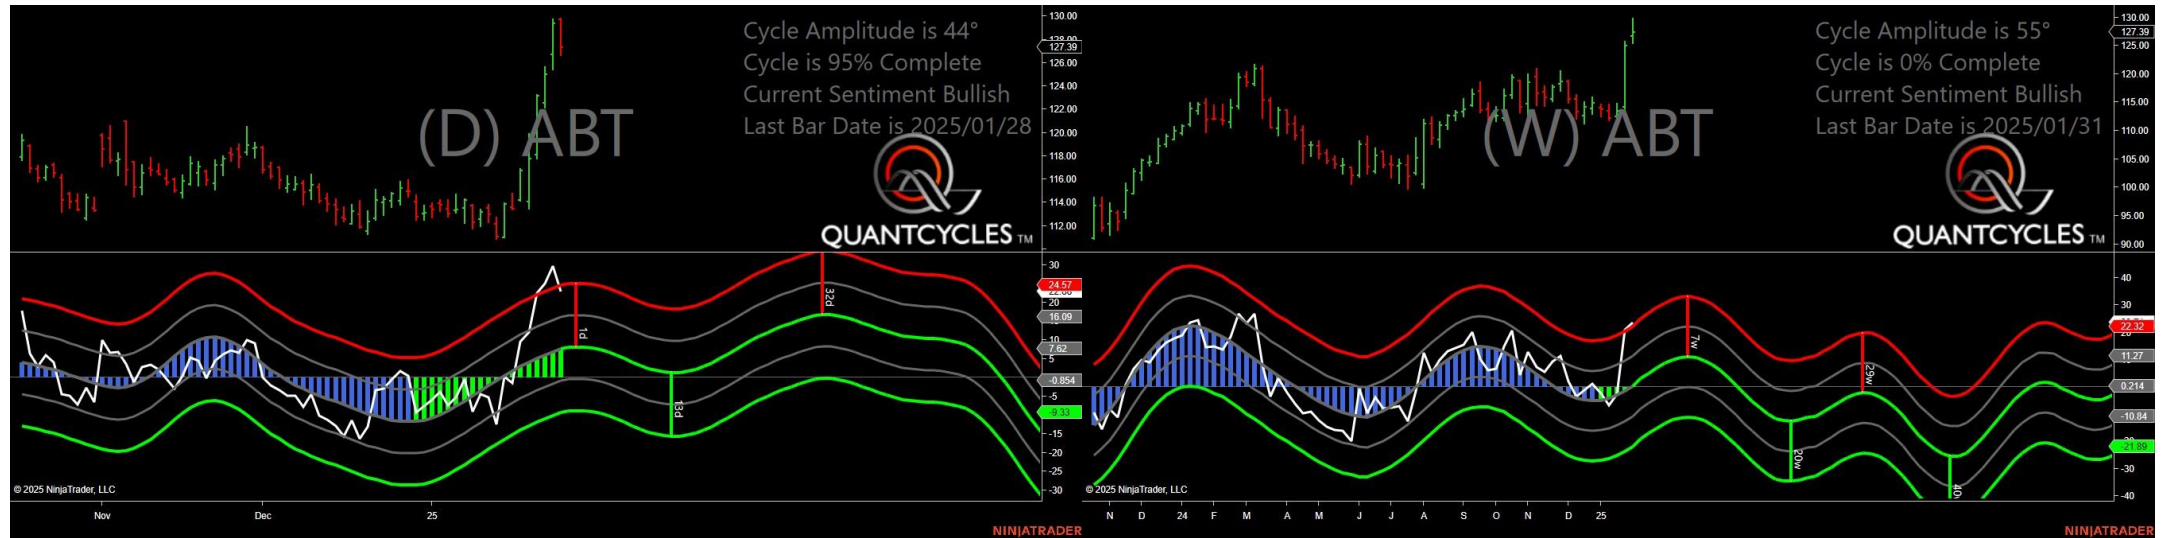 Cycle Amplitude is 44°
Cycle is 95% Complete
Current Sentiment Bullish
Last Bar Date is 2025/01/28
(D) ABT
QUANTCYCLES TM
130.00
128.00
127.39
126.00
124.00
122.00
120.00
118.00
116.00
114.00
112.00
30
24.57
20
16.09
10
7.62
5
-0.854
-5
-9.33
-15
-20
-25
-30
1d
13d
32d
© 2025 NinjaTrader, LLC
Nov Dec 25
NINJATRADER
Cycle Amplitude is 55°
Cycle is 0% Complete
Current Sentiment Bullish
Last Bar Date is 2025/01/31
(W) ABT
QUANTCYCLES TM
130.00
127.39
125.00
120.00
115.00
110.00
105.00
100.00
95.00
90.00
40
30
22.32
11.27
0.214
-10.84
-21.89
-30
-40
7w
20w
29w
© 2025 NinjaTrader, LLC
N D 24 F M A M J J A S O N D 25
NINJATRADER